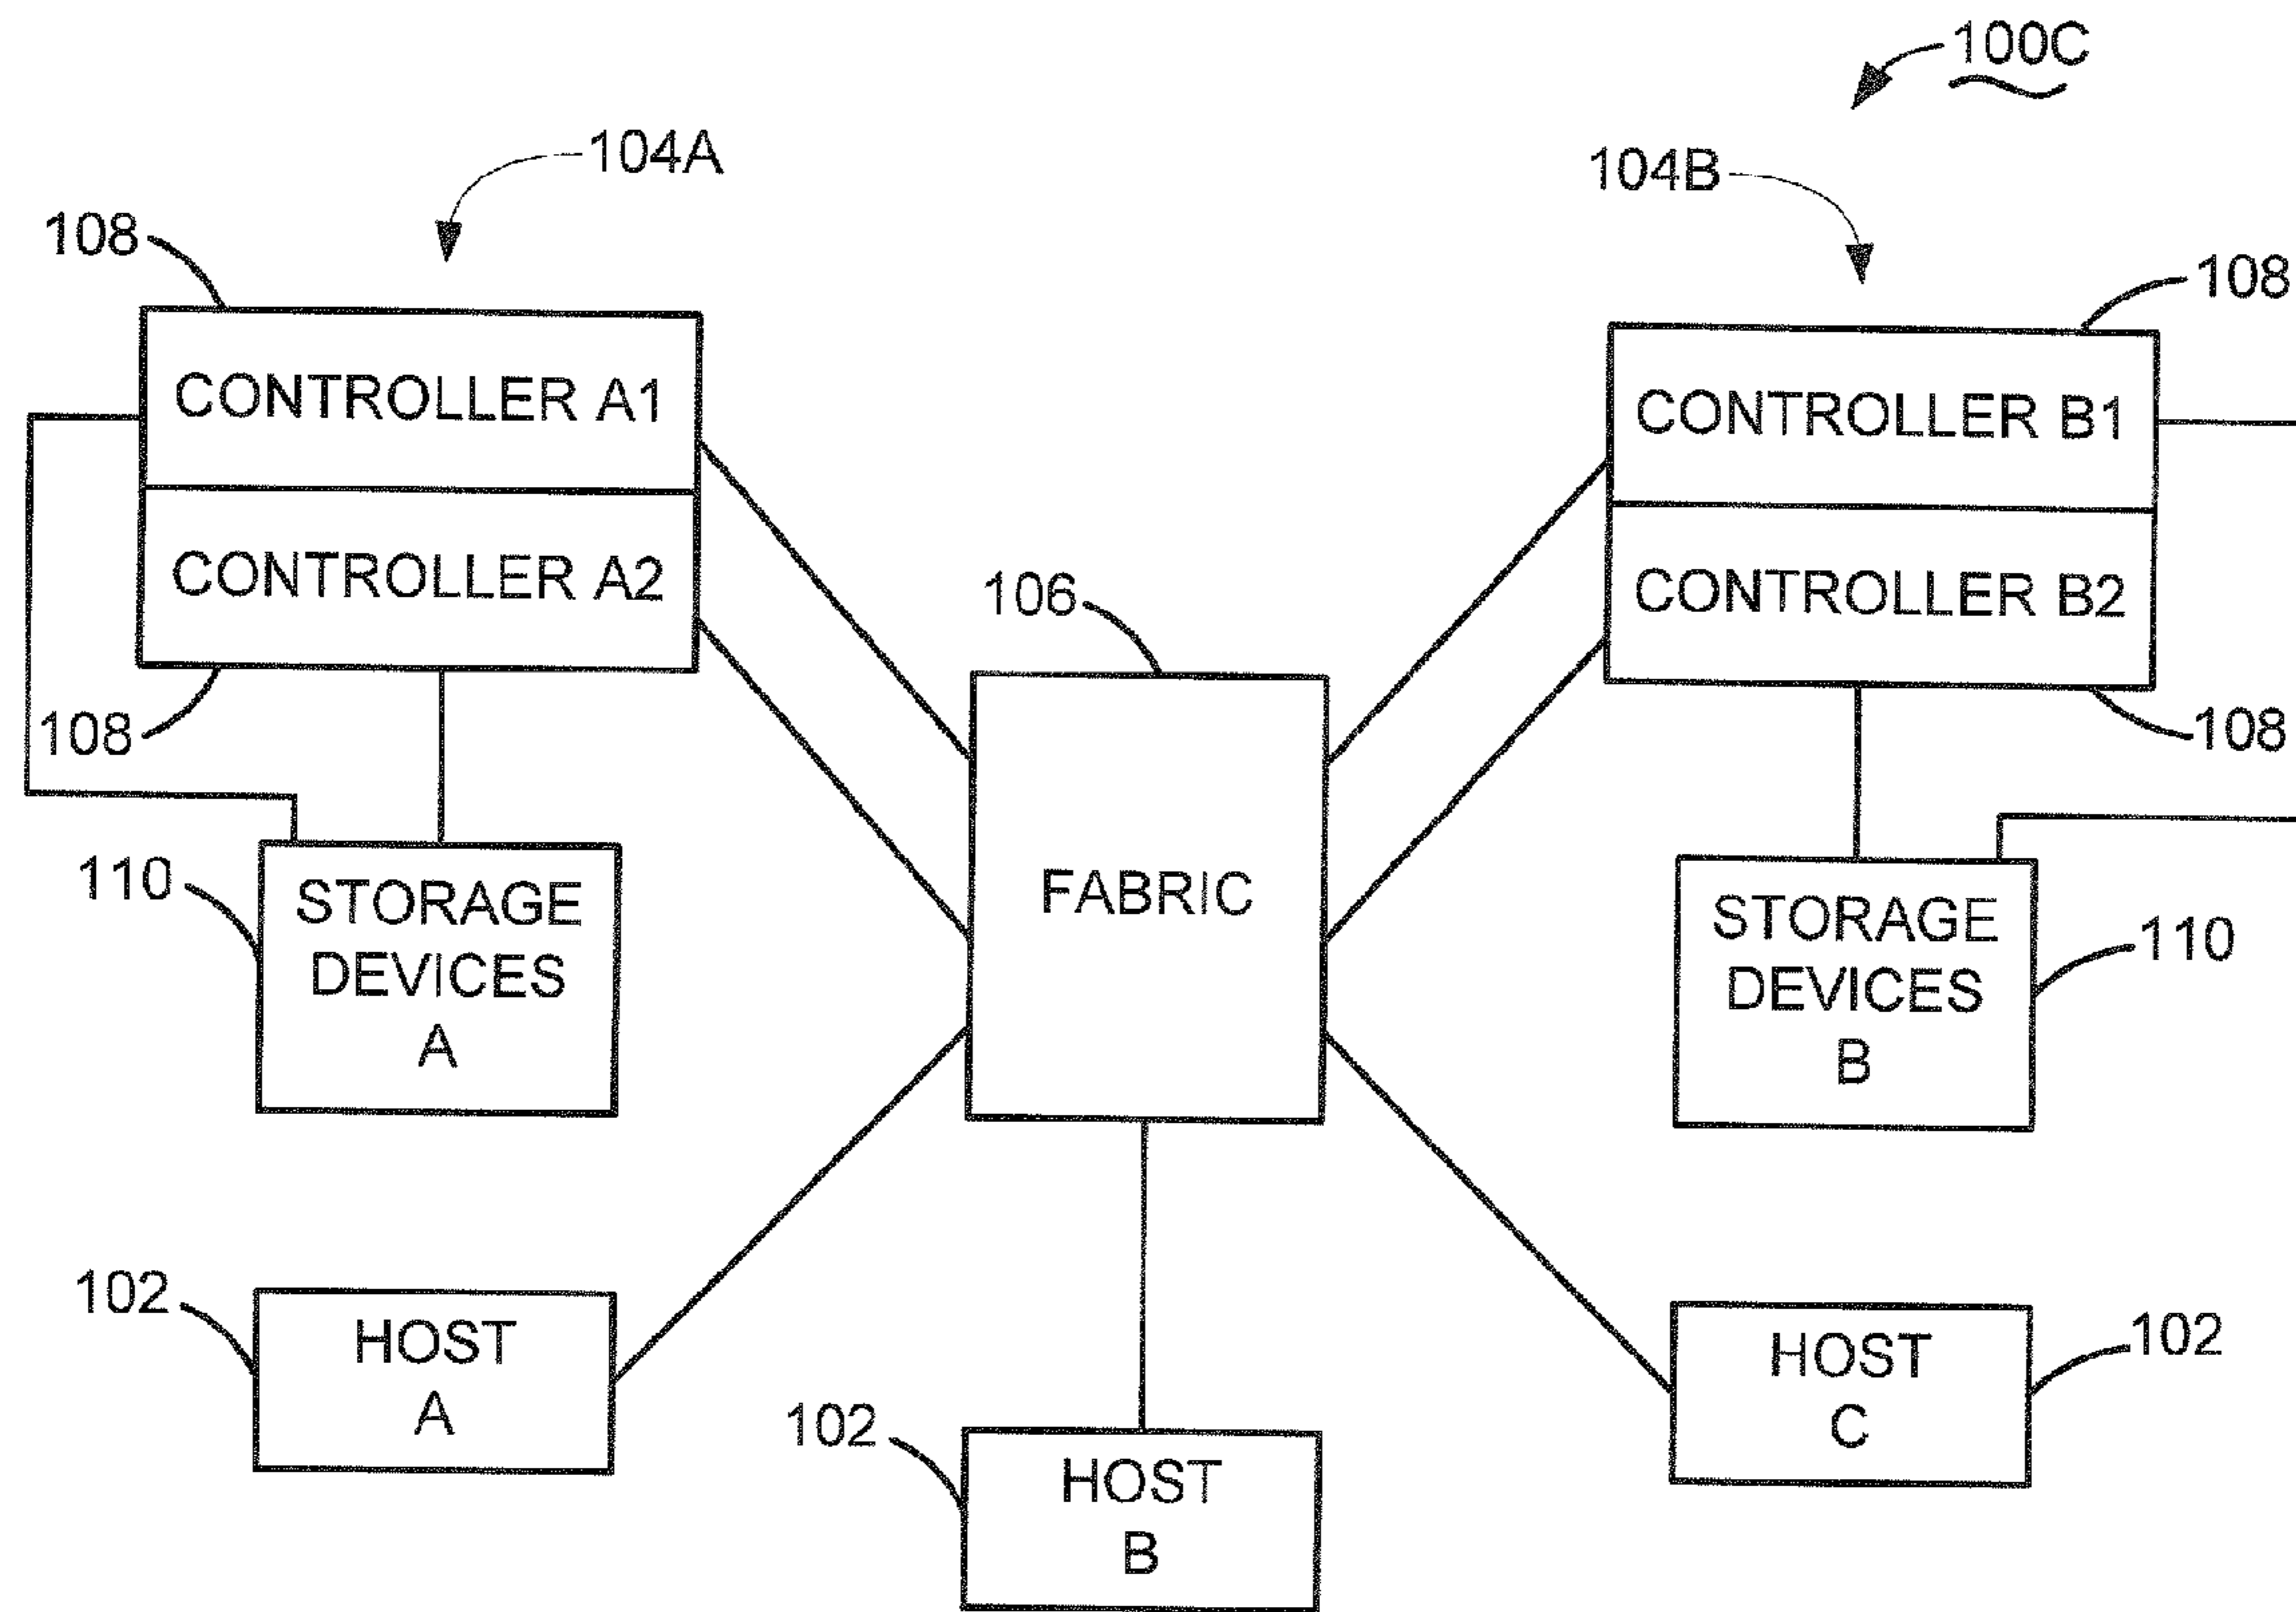 100C
104A
104B
108
108
CONTROLLER A1
CONTROLLER B1
CONTROLLER A2
CONTROLLER B2
106
108
108
FABRIC
110
STORAGE
DEVICES
A
STORAGE
DEVICES
B
110
102
HOST
A
102
HOST
B
HOST
C
102